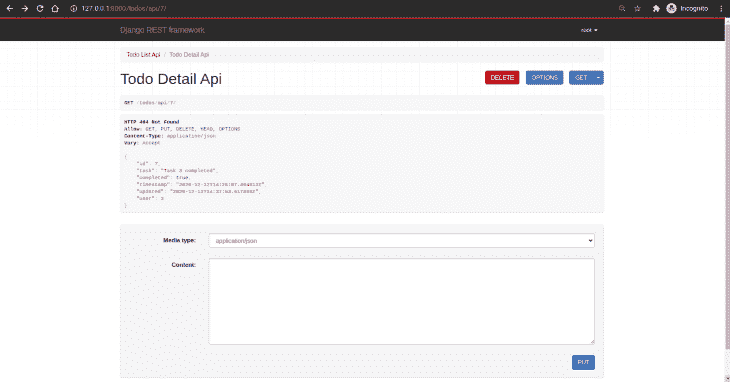 127.0.0.1:8000/todos/api/7/
Incognito
Django REST framework
root
Todo List Api / Todo Detail Api
Todo Detail Api
DELETE
OPTIONS
GET
GET /todos/api/7/
HTTP 404 Not Found
Allow: GET, PUT, DELETE, HEAD, OPTIONS
Content-Type: application/json
Vary: Accept
{
"id": 7,
"task": "Task 3 completed",
"completed": true,
"timestamp":
"updated":
"user":
}
Media type:
application/json
Content:
PUT